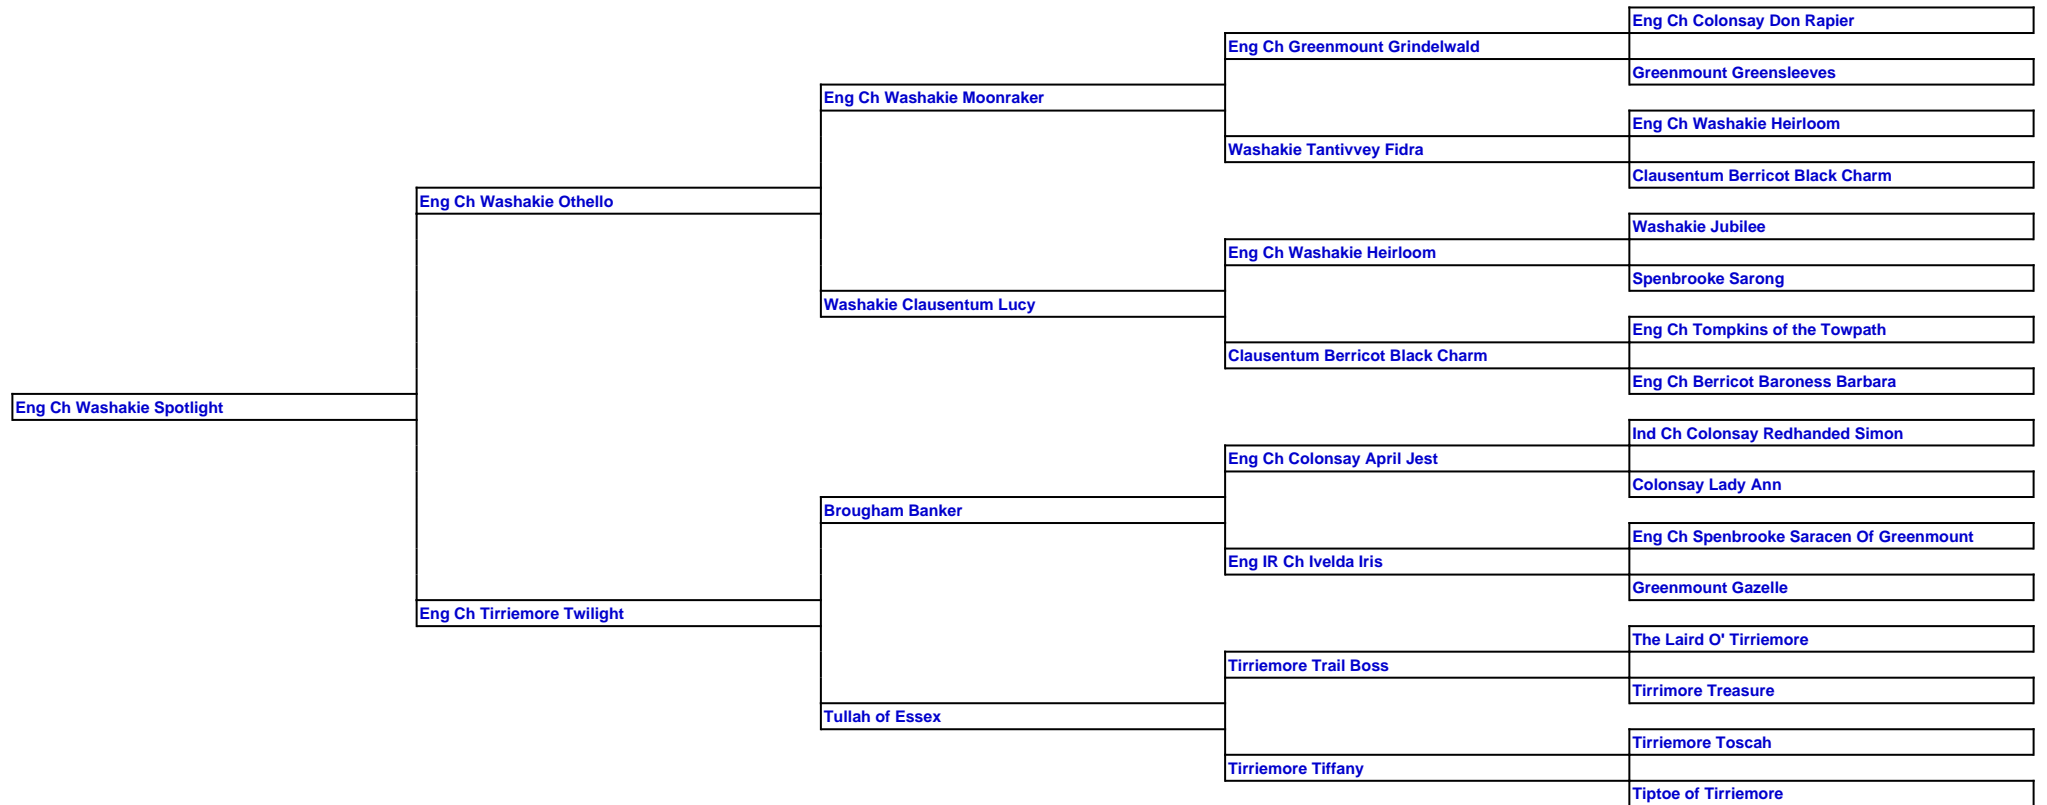 Eng Ch Colonsay Don Rapier
Eng Ch Greenmount Grindelwald
Greenmount Greensleeves
Eng Ch Washakie Moonraker
Eng Ch Washakie Heirloom
Washakie Tantivvey Fidra
Clausentum Berricot Black Charm
Eng Ch Washakie Othello
Washakie Jubilee
Eng Ch Washakie Heirloom
Spenbrooke Sarong
Washakie Clausentum Lucy
Eng Ch Tompkins of the Towpath
Clausentum Berricot Black Charm
Eng Ch Berricot Baroness Barbara
Eng Ch Washakie Spotlight
Ind Ch Colonsay Redhanded Simon
Eng Ch Colonsay April Jest
Colonsay Lady Ann
Brougham Banker
Eng Ch Spenbrooke Saracen Of Greenmount
Eng IR Ch Ivelda Iris
Greenmount Gazelle
Eng Ch Tirriemore Twilight
The Laird O' Tirriemore
Tirriemore Trail Boss
Tirrimore Treasure
Tullah of Essex
Tirriemore Toscah
Tirriemore Tiffany
Tiptoe of Tirriemore